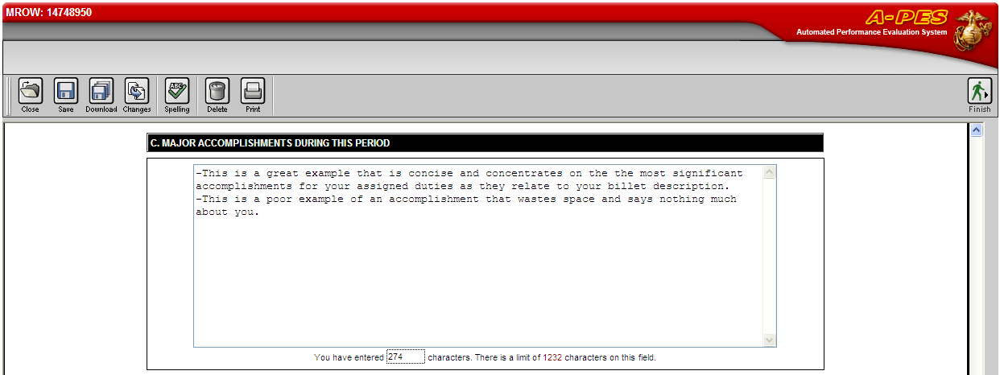 MROW: 14748950
A-PES
Automated Performance Evaluation System
Close Save Download Changes ABC Spelling Delete Print Finish
C. MAJOR ACCOMPLISHMENTS DURING THIS PERIOD
-This is a great example that is concise and concentrates on the the most significant
accomplishments for your assigned duties as they relate to your billet description.
-This is a poor example of an accomplishment that wastes space and says nothing much
about you.
You have entered 274 characters. There is a limit of 1232 characters on this field.